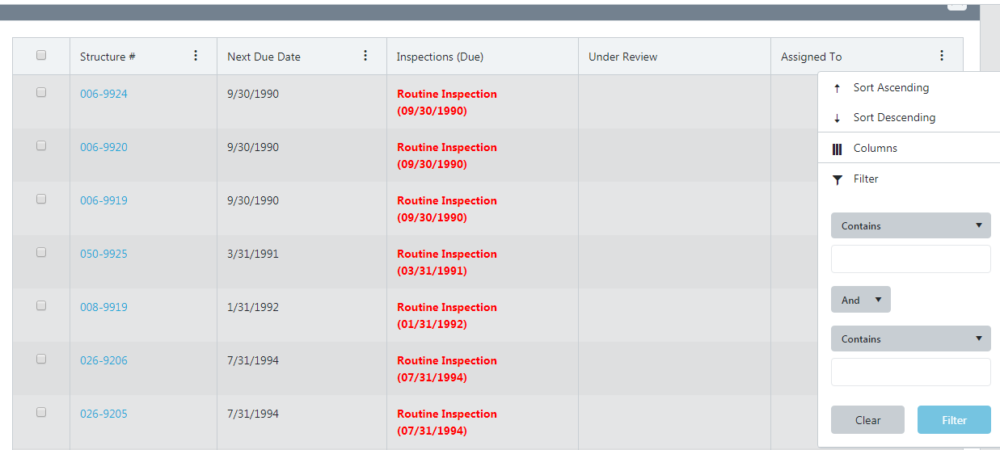 Structure # Next Due Date Inspections (Due) Under Review Assigned To
006-9924 9/30/1990 Routine Inspection
(09/30/1990)
006-9920 9/30/1990 Routine Inspection
(09/30/1990)
006-9919 9/30/1990 Routine Inspection
(09/30/1990)
050-9925 3/31/1991 Routine Inspection
(03/31/1991)
008-9919 1/31/1992 Routine Inspection
(01/31/1992)
026-9206 7/31/1994 Routine Inspection
(07/31/1994)
026-9205 7/31/1994 Routine Inspection
(07/31/1994)
Sort Ascending
Sort Descending
Columns
Filter
Contains
And
Contains
Clear Filter